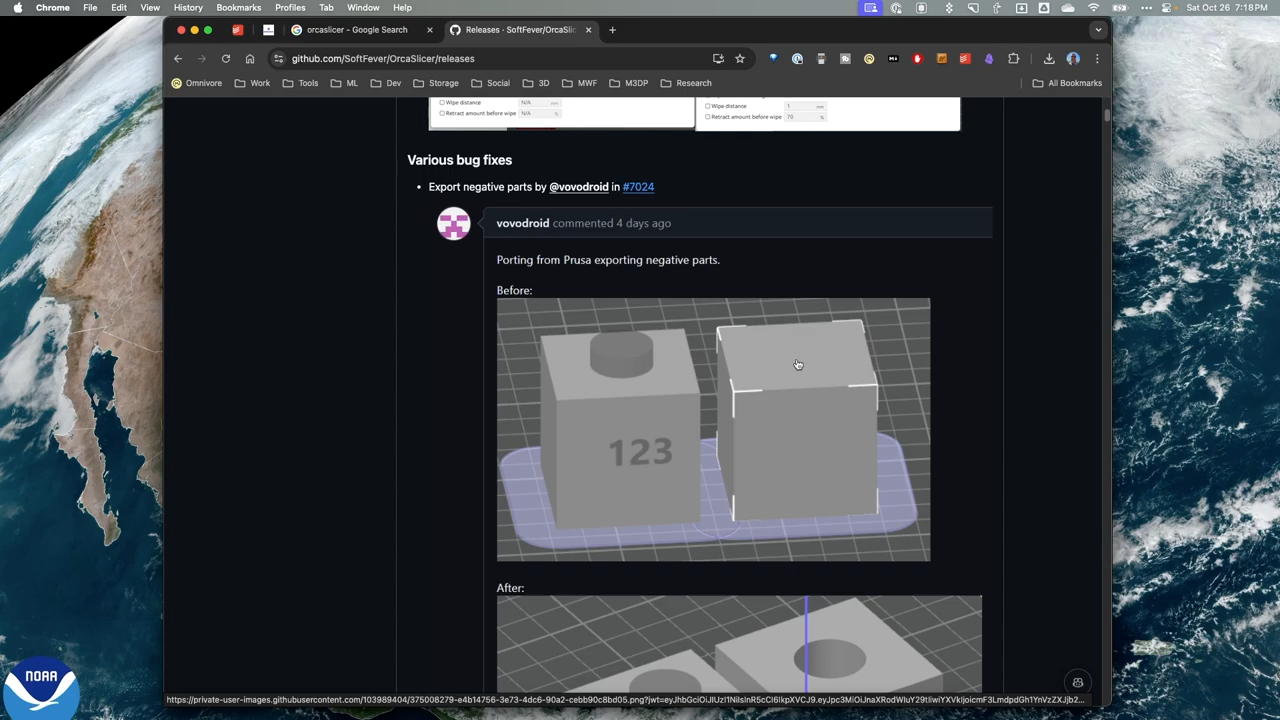 Chrome File Edit View History Bookmarks Profiles Tab Window Help Sat Oct 26 7:18 PM
orcaslicer - Google Search Releases · SoftFever/OrcaSlic
github.com/SoftFever/OrcaSlicer/releases
Omnivore Work Tools ML Dev Storage Social 3D MWF M3DP Research All Bookmarks
Wipe distance N/A mm
Retract amount before wipe N/A %
Wipe distance 1 mm
Retract amount before wipe 70 %
Various bug fixes
Export negative parts by @vovodroid in #7024
vovodroid commented 4 days ago
Porting from Prusa exporting negative parts.
Before:
123
After:
NOAA